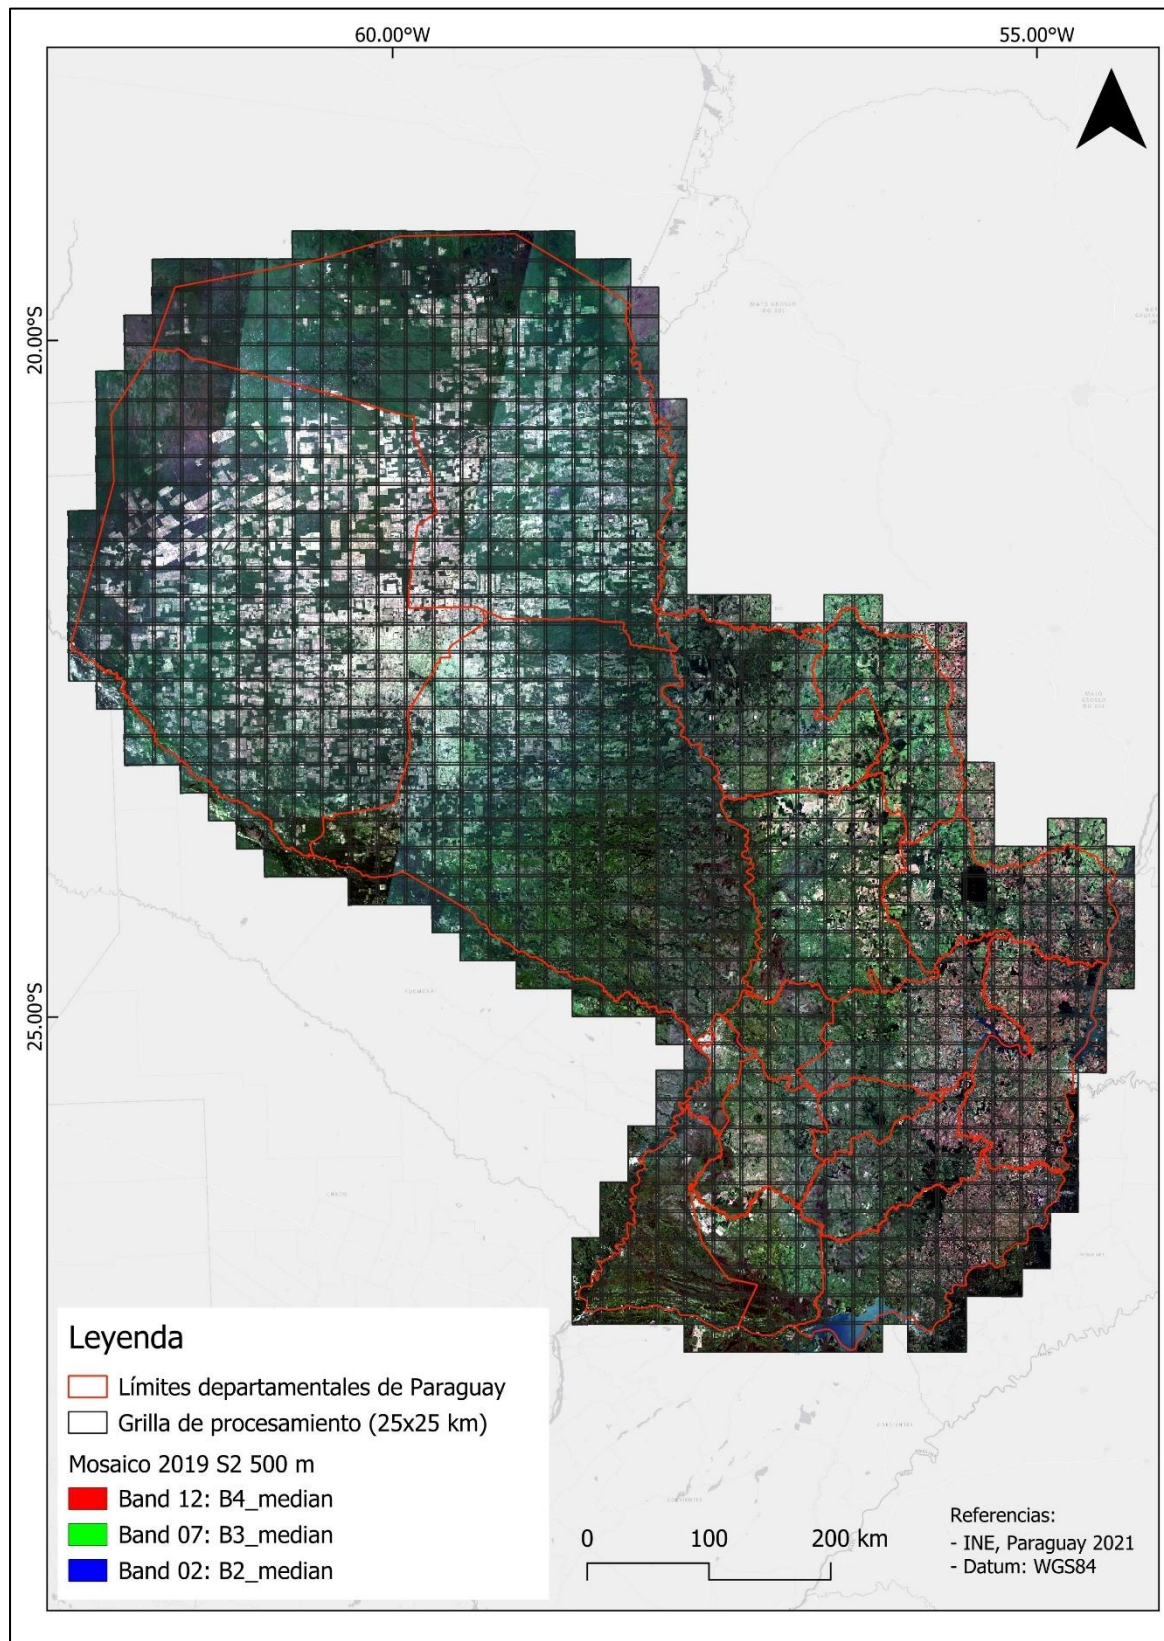 60.00°W
55.00°W
20.00°S
25.00°S
Leyenda
Límites departamentales de Paraguay
Grilla de procesamiento (25x25 km)
Mosaico 2019 S2 500 m
Band 12: B4_median
Band 07: B3_median
Band 02: B2_median
0 100 200 km
Referencias:
- INE, Paraguay 2021
- Datum: WGS84